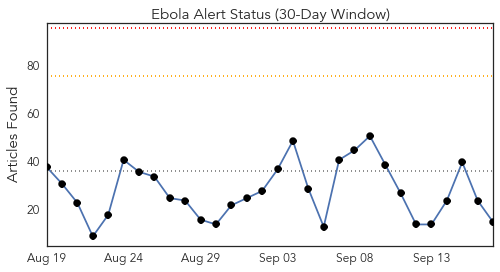 Ebola Alert Status (30-Day Window)
Articles Found
80
60
40
20
Aug 19 Aug 24 Aug 29 Sep 03 Sep 08 Sep 13